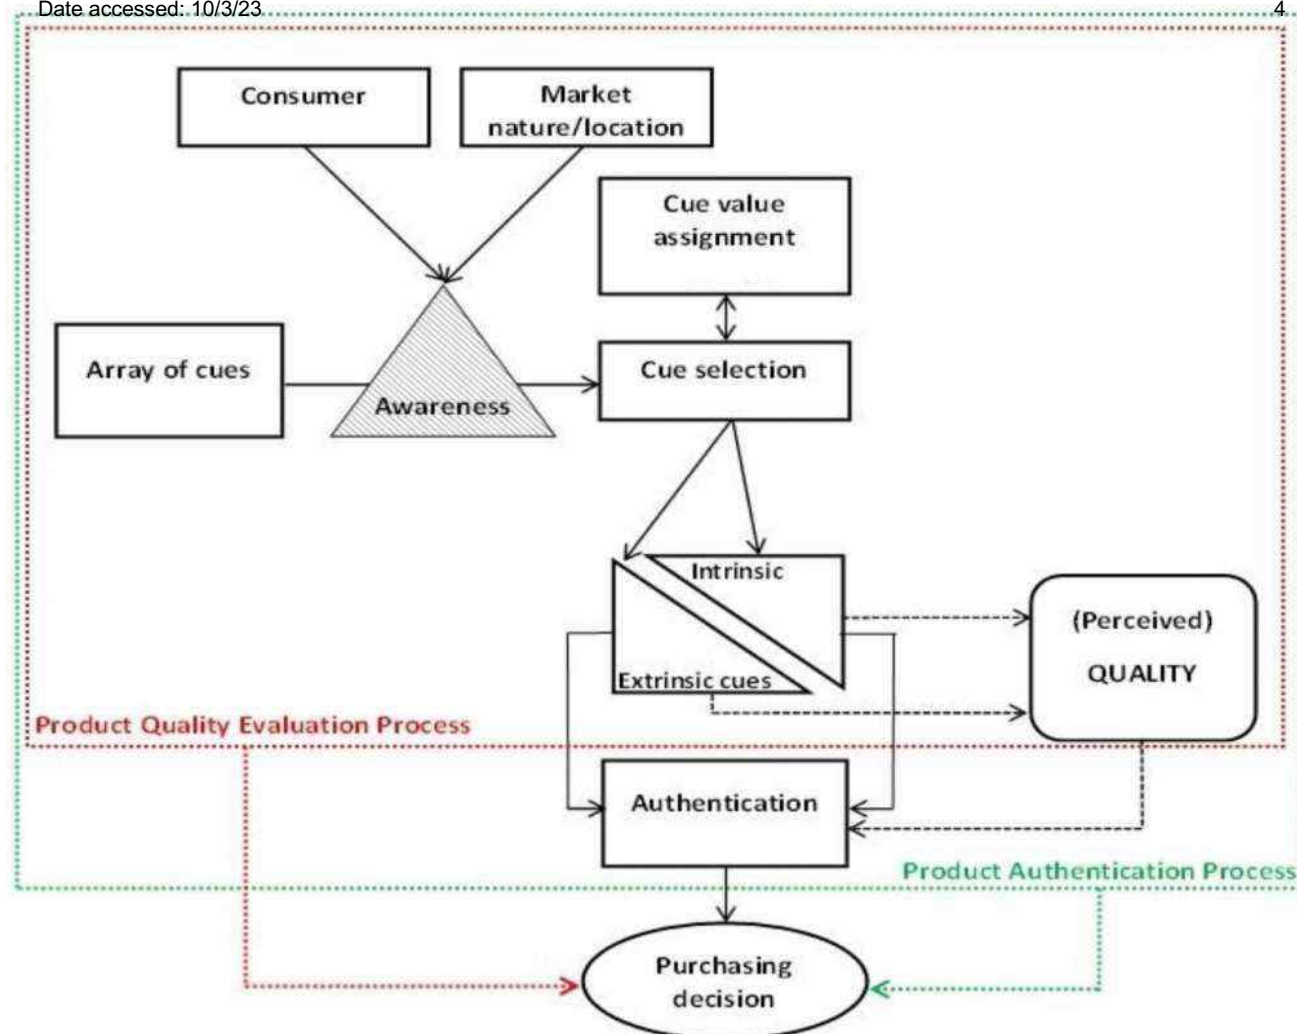 Date accessed: 10/3/23
4
Consumer
Market
nature/location
Cue value
assignment
Array of cues
Awareness
Cue selection
Intrinsic
Extrinsic cues
(Perceived)
QUALITY
Product Quality Evaluation Process
Authentication
Product Authentication Process
Purchasing
decision